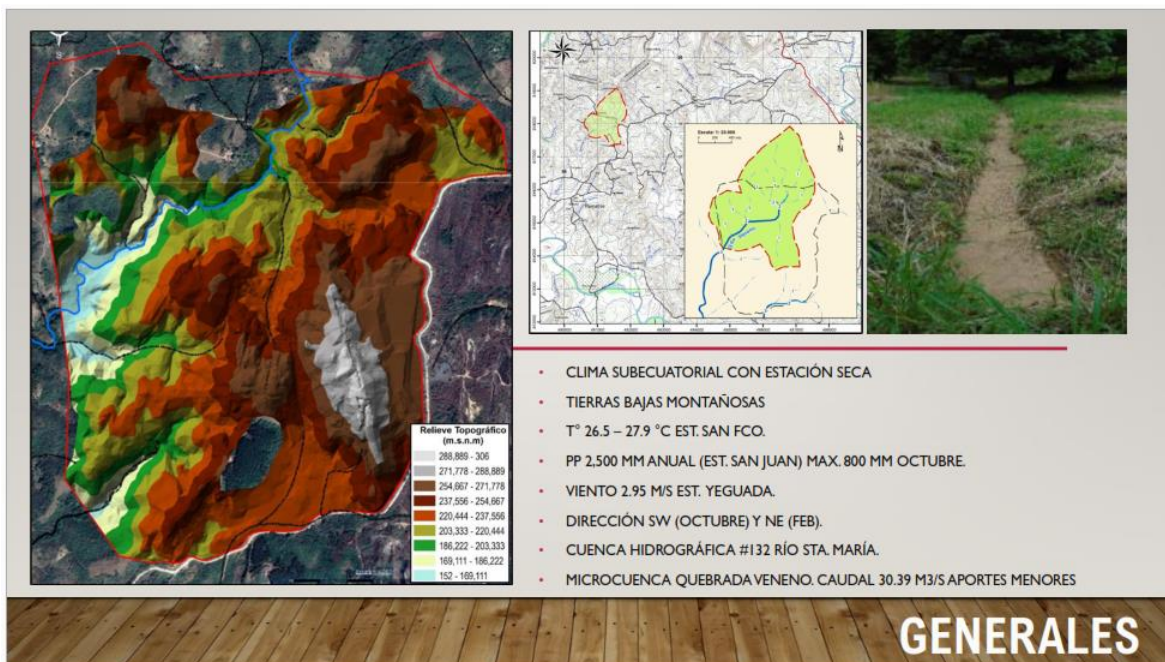 Relieve Topográfico
(m.s.n.m)
288,889 - 306
271,778 - 288,889
254,667 - 271,778
237,556 - 254,667
220,444 - 237,556
203,333 - 220,444
186,222 - 203,333
169,111 - 186,222
152 - 169,111
• CLIMA SUBECUATORIAL CON ESTACIÓN SECA
• TIERRAS BAJAS MONTAÑOSAS
• T° 26.5 – 27.9 °C EST. SAN FCO.
• PP 2,500 MM ANUAL (EST. SAN JUAN) MAX. 800 MM OCTUBRE.
• VIENTO 2.95 M/S EST. YEGUADA.
• DIRECCIÓN SW (OCTUBRE) Y NE (FEB).
• CUENCA HIDROGRÁFICA #132 RÍO STA. MARÍA.
• MICROCUENCA QUEBRADA VENENO. CAUDAL 30.39 M3/S APORTES MENORES
GENERALES